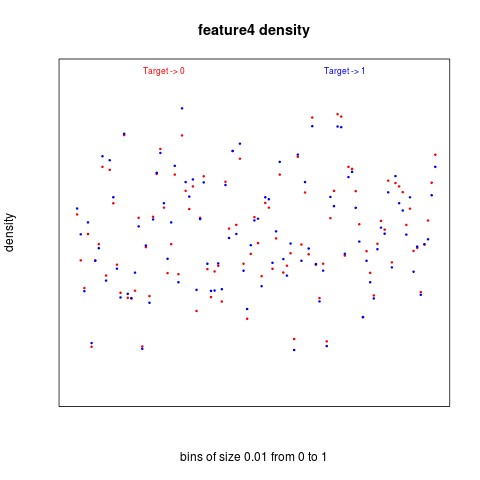 feature4 density
Target -> 0
Target -> 1
density
bins of size 0.01 from 0 to 1